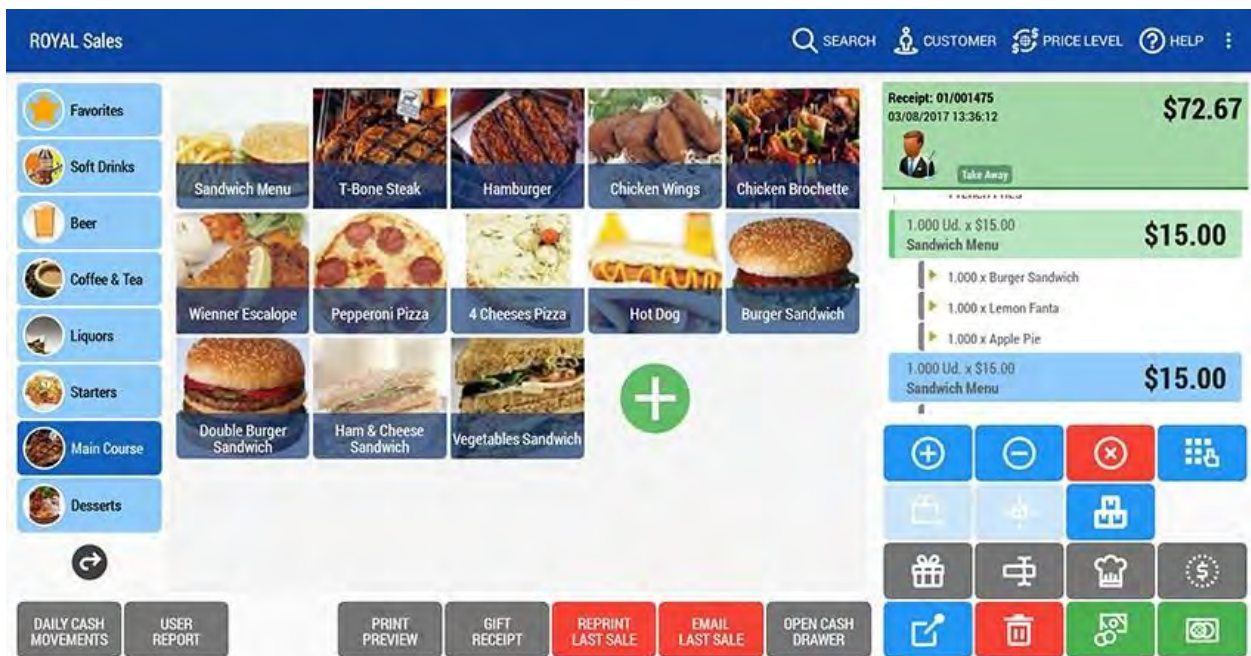 ROYAL Sales
SEARCH
CUSTOMER
PRICE LEVEL
HELP
Favorites
Soft Drinks
Beer
Coffee & Tea
Liquors
Starters
Main Course
Desserts
Sandwich Menu
T-Bone Steak
Hamburger
Chicken Wings
Chicken Brochette
Wienner Escalope
Pepperoni Pizza
4 Cheeses Pizza
Hot Dog
Burger Sandwich
Double Burger
Sandwich
Ham & Cheese
Sandwich
Vegetables Sandwich
Receipt: 01/001475
03/08/2017 13:36:12
$72.67
Take Away
1.000 Ud. x $15.00
Sandwich Menu
$15.00
1.000 x Burger Sandwich
1.000 x Lemon Fanta
1.000 x Apple Pie
1.000 Ud. x $15.00
Sandwich Menu
$15.00
DAILY CASH
MOVEMENTS
USER
REPORT
PRINT
PREVIEW
GIFT
RECEIPT
REPRINT
LAST SALE
EMAIL
LAST SALE
OPEN CASH
DRAWER